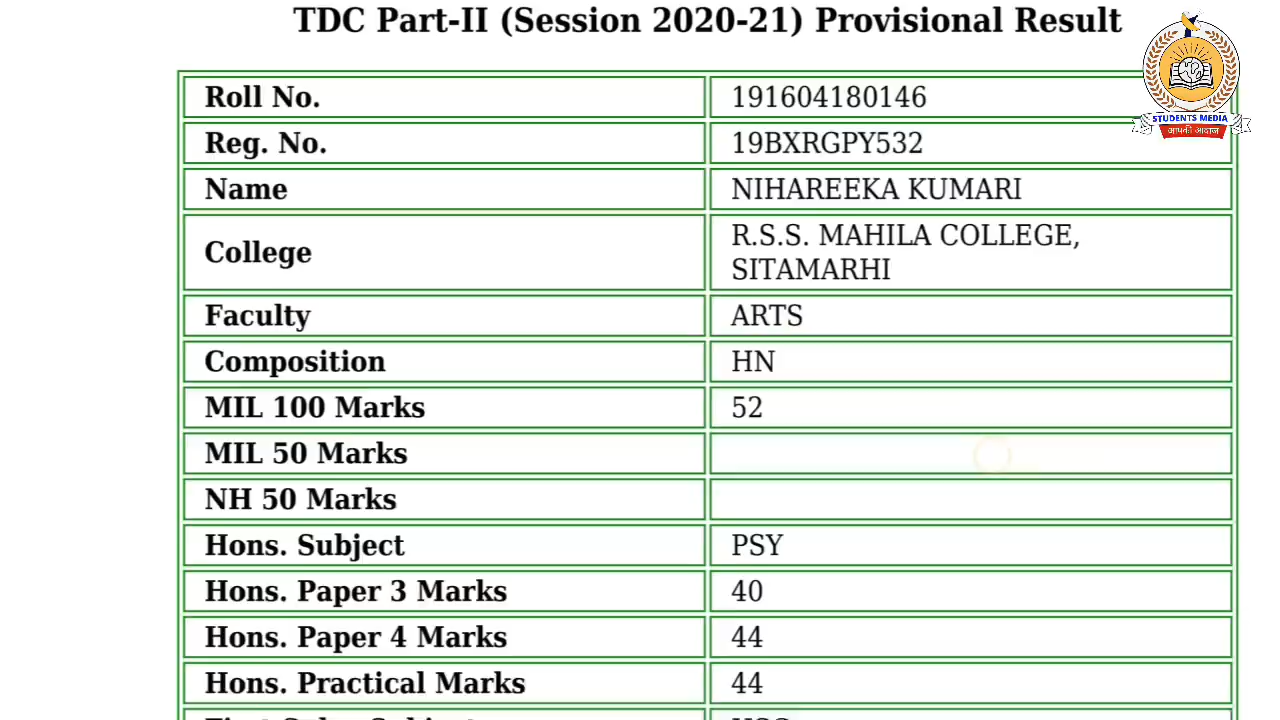 TDC Part-II (Session 2020-21) Provisional Result
Roll No. 191604180146
Reg. No. 19BXRGPY532
STUDENTS MEDIA
आपकी आवाज
Name NIHAREEKA KUMARI
College R.S.S. MAHILA COLLEGE,
SITAMARHI
Faculty ARTS
Composition HN
MIL 100 Marks 52
MIL 50 Marks
NH 50 Marks
Hons. Subject PSY
Hons. Paper 3 Marks 40
Hons. Paper 4 Marks 44
Hons. Practical Marks 44